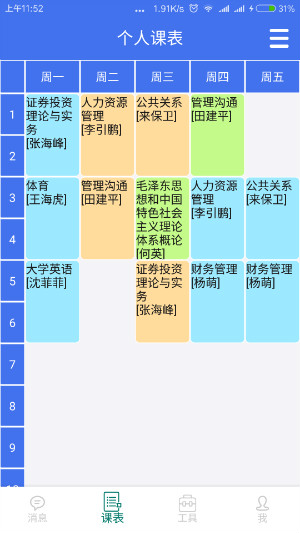 上午11:52
... 1.91K/s 31%
个人课表
周一 周二 周三 周四 周五
1
2
3
4
5
6
7
8
9
证券投资
理论与实
务
[张海峰]
人力资源
管理
[李引鹏]
公共关系
[来保卫]
管理沟通
[田建平]
体育
[王海虎]
管理沟通
[田建平]
毛泽东思
想和中国
特色社会
主义理论
体系概论
[何英]
人力资源
管理
[李引鹏]
公共关系
[来保卫]
大学英语
[沈菲菲]
证券投资
理论与实
务
[张海峰]
财务管理
[杨萌]
财务管理
[杨萌]
消息 课表 工具 我